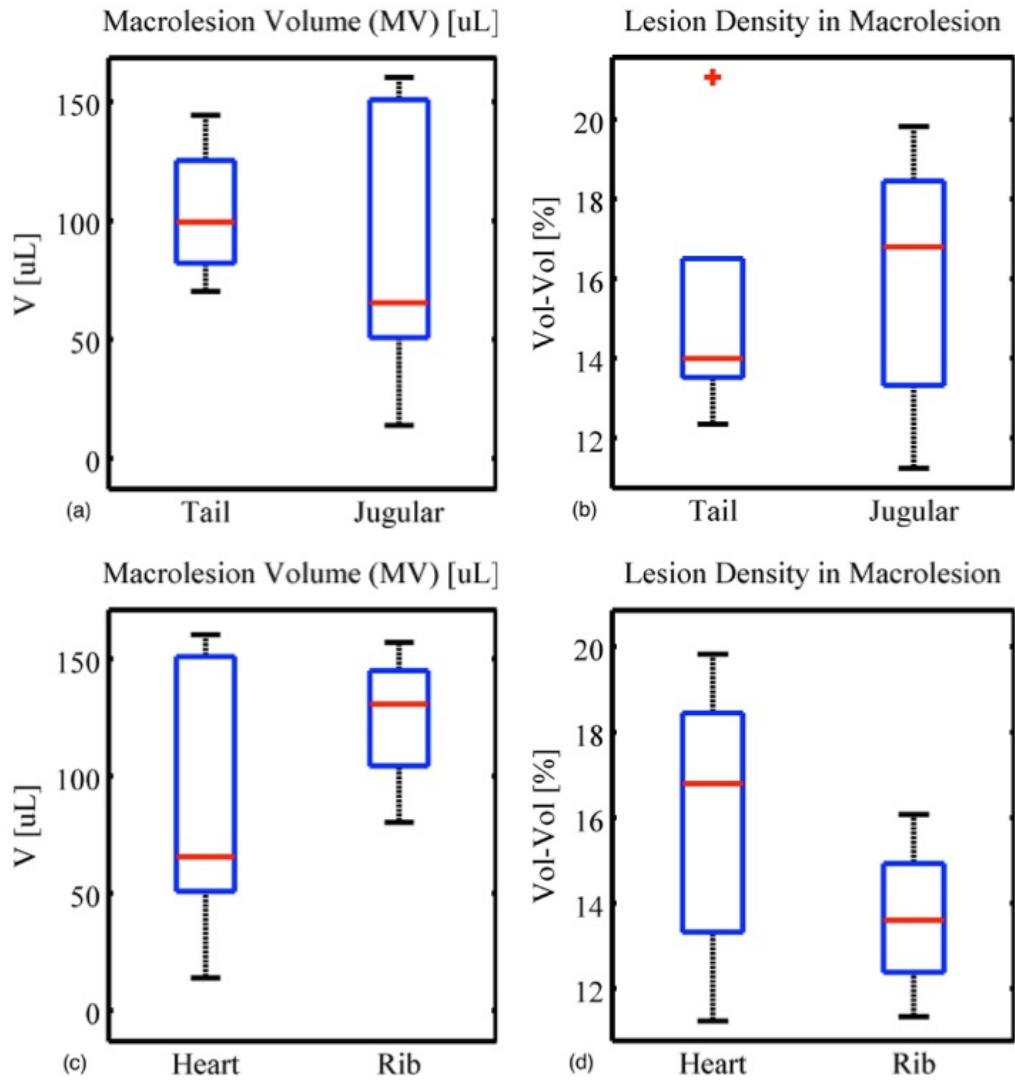 Macrolesion Volume (MV) [uL]
V [uL]
150
100
50
0
(a)
Tail
Jugular
Lesion Density in Macrolesion
Vol-Vol [%]
20
18
16
14
12
(b)
Tail
Jugular
Macrolesion Volume (MV) [uL]
V [uL]
150
100
50
0
(c)
Heart
Rib
Lesion Density in Macrolesion
Vol-Vol [%]
20
18
16
14
12
(d)
Heart
Rib